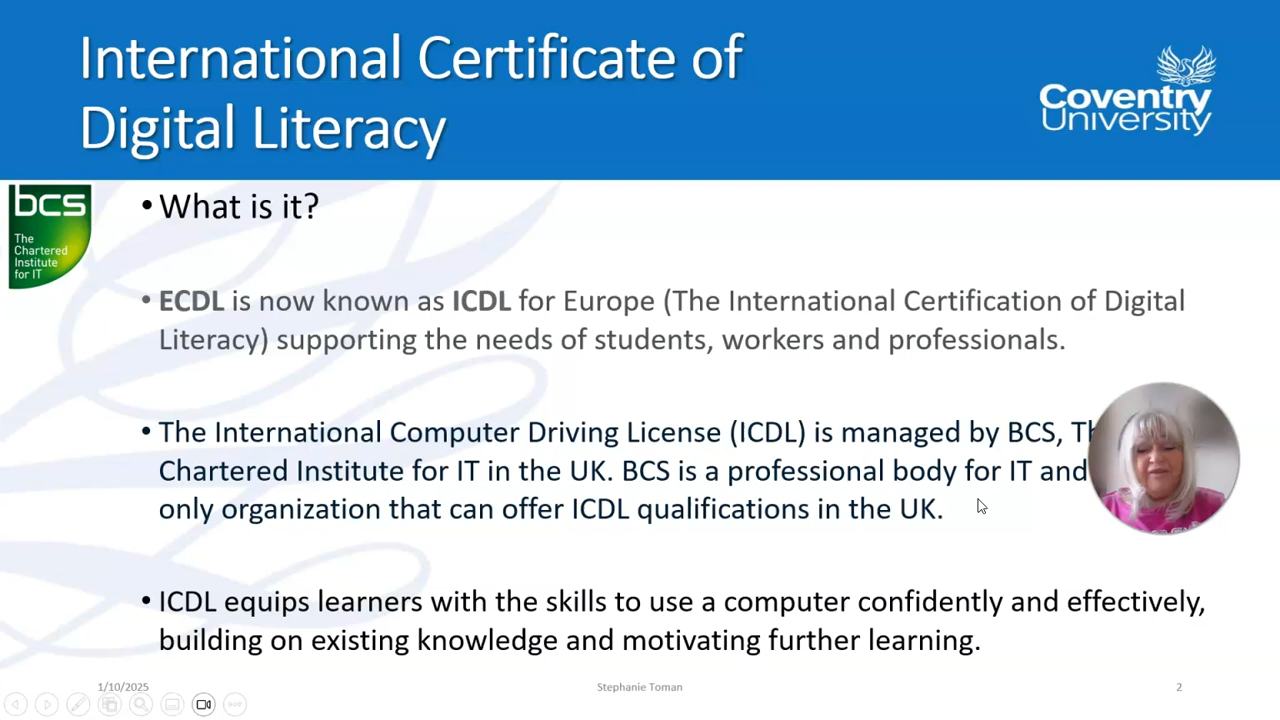 International Certificate of
Digital Literacy
Coventry
University
bcs
The
Chartered
Institute
for IT
• What is it?
• ECDL is now known as ICDL for Europe (The International Certification of Digital
Literacy) supporting the needs of students, workers and professionals.
• The International Computer Driving License (ICDL) is managed by BCS,
Chartered Institute for IT in the UK. BCS is a professional body for IT and
only organization that can offer ICDL qualifications in the UK.
• ICDL equips learners with the skills to use a computer confidently and effectively,
building on existing knowledge and motivating further learning.
1/10/2025
Stephanie Toman
2